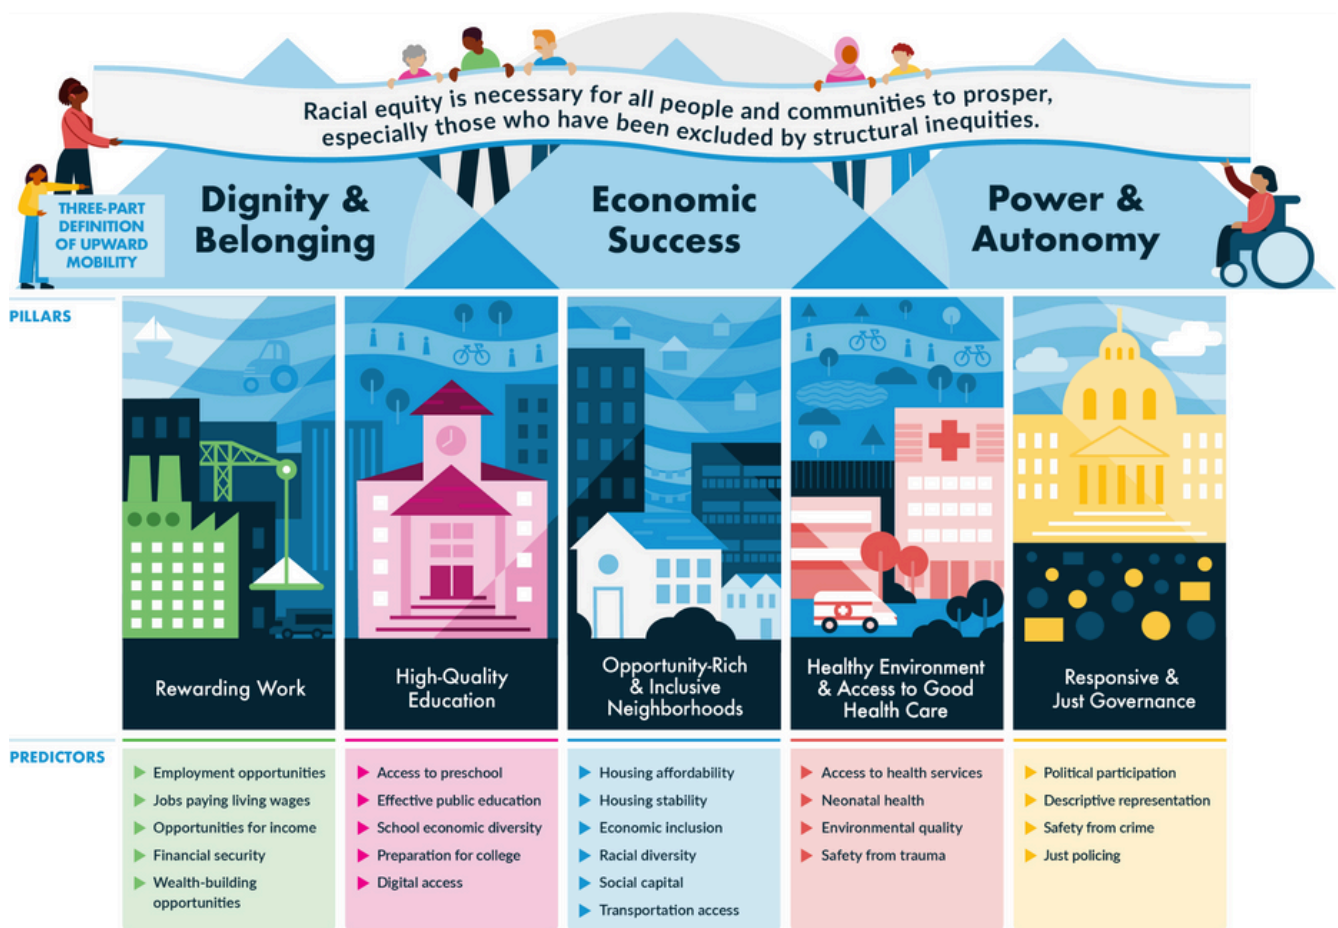 Racial equity is necessary for all people and communities to prosper,
especially those who have been excluded by structural inequities.
THREE-PART
DEFINITION
OF UPWARD
MOBILITY
Dignity &
Belonging
Economic
Success
Power &
Autonomy
PILLARS
Rewarding Work
High-Quality
Education
Opportunity-Rich
& Inclusive
Neighborhoods
Healthy Environment
& Access to Good
Health Care
Responsive &
Just Governance
PREDICTORS
Employment opportunities
Jobs paying living wages
Opportunities for income
Financial security
Wealth-building
opportunities
Access to preschool
Effective public education
School economic diversity
Preparation for college
Digital access
Housing affordability
Housing stability
Economic inclusion
Racial diversity
Social capital
Transportation access
Access to health services
Neonatal health
Environmental quality
Safety from trauma
Political participation
Descriptive representation
Safety from crime
Just policing